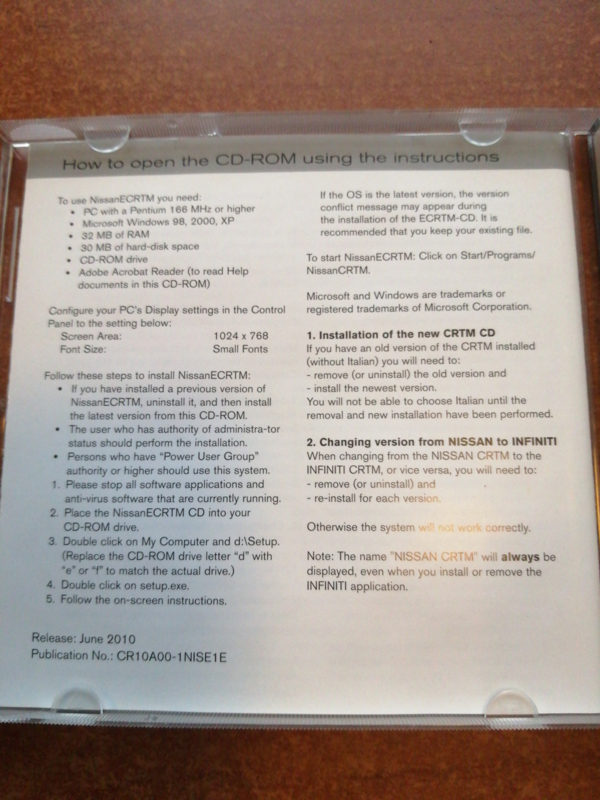 How to open the CD-ROM using the instructions
To use NissanECRTM you need:
• PC with a Pentium 166 MHz or higher
• Microsoft Windows 98, 2000, XP
• 32 MB of RAM
• 30 MB of hard-disk space
• CD-ROM drive
• Adobe Acrobat Reader (to read Help
documents in this CD-ROM)
Configure your PC's Display settings in the Control
Panel to the setting below:
Screen Area: 1024 x 768
Font Size: Small Fonts
Follow these steps to install NissanECRTM:
• If you have installed a previous version of
NissanECRTM, uninstall it, and then install
the latest version from this CD-ROM.
• The user who has authority of administra-tor
status should perform the installation.
• Persons who have "Power User Group"
authority or higher should use this system.
1. Please stop all software applications and
anti-virus software that are currently running.
2. Place the NissanECRTM CD into your
CD-ROM drive.
3. Double click on My Computer and d:\Setup.
(Replace the CD-ROM drive letter "d" with
"e" or "f" to match the actual drive.)
4. Double click on setup.exe.
5. Follow the on-screen instructions.
Release: June 2010
Publication No.: CR10A00-1NISE1E
If the OS is the latest version, the version
conflict message may appear during
the installation of the ECRTM-CD. It is
recommended that you keep your existing file.
To start NissanECRTM: Click on Start/Programs/
NissanCRTM.
Microsoft and Windows are trademarks or
registered trademarks of Microsoft Corporation.
1. Installation of the new CRTM CD
If you have an old version of the CRTM installed
(without Italian) you will need to:
- remove (or uninstall) the old version and
- install the newest version.
You will not be able to choose Italian until the
removal and new installation have been performed.
2. Changing version from NISSAN to INFINITI
When changing from the NISSAN CRTM to the
INFINITI CRTM, or vice versa, you will need to:
- remove (or uninstall) and
- re-install for each version.
Otherwise the system will not work correctly.
Note: The name "NISSAN CRTM" will always be
displayed, even when you install or remove the
INFINITI application.